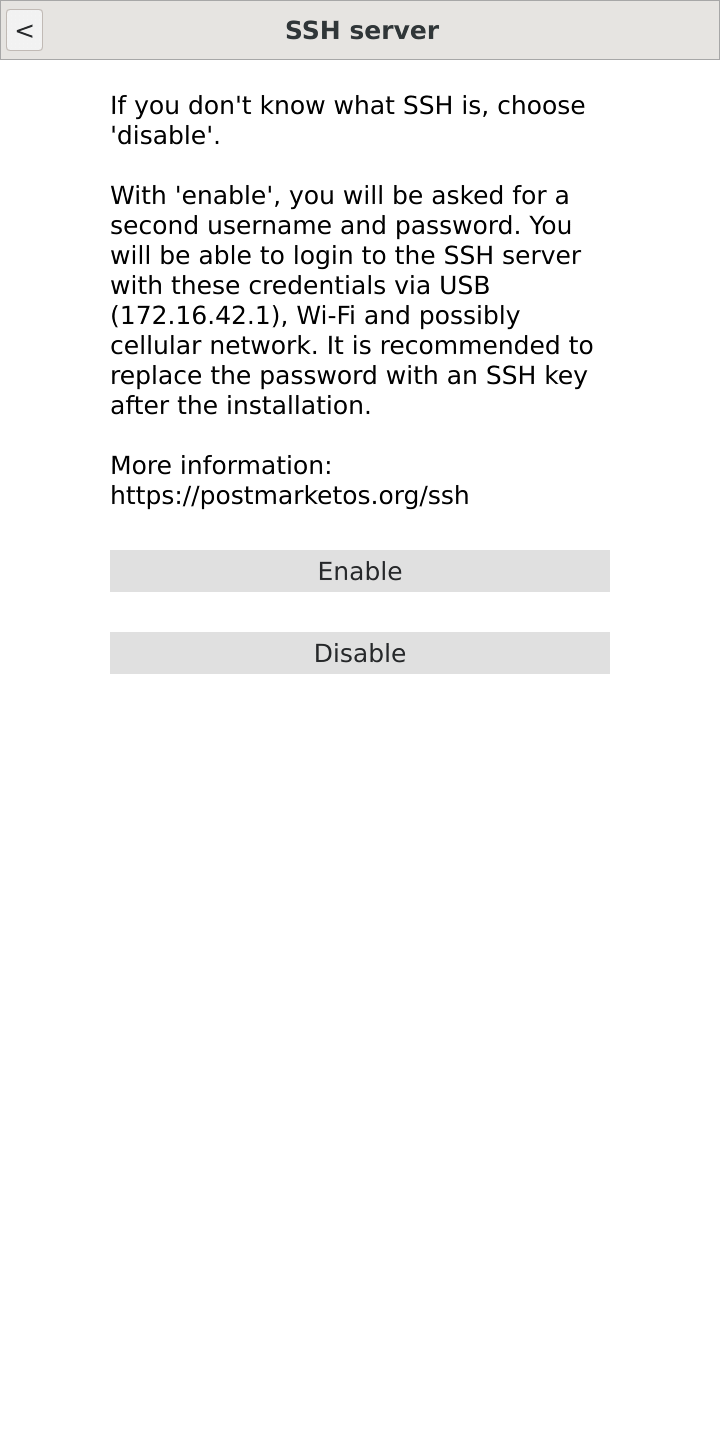 <
SSH server
If you don't know what SSH is, choose
'disable'.
With 'enable', you will be asked for a
second username and password. You
will be able to login to the SSH server
with these credentials via USB
(172.16.42.1), Wi-Fi and possibly
cellular network. It is recommended to
replace the password with an SSH key
after the installation.
More information:
https://postmarketos.org/ssh
Enable
Disable